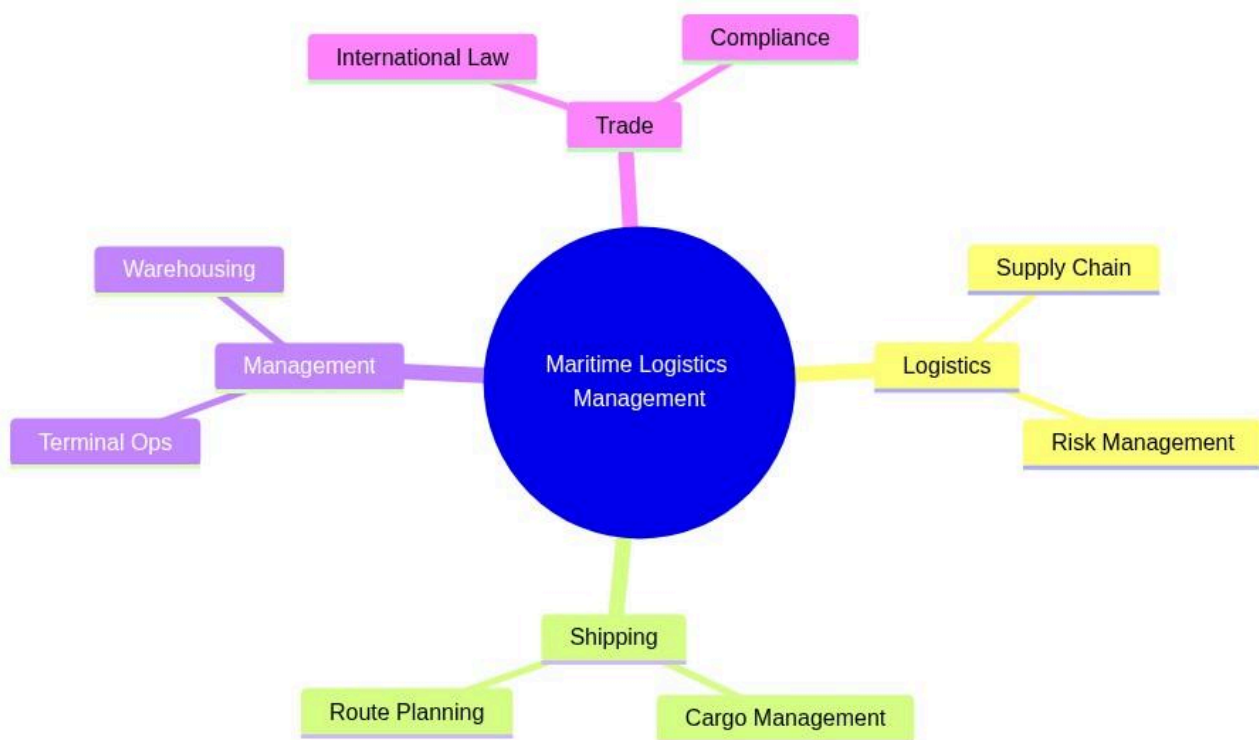 Compliance
International Law
Trade
Warehousing
Supply Chain
Management
Maritime Logistics
Management
Logistics
Terminal Ops
Risk Management
Shipping
Route Planning
Cargo Management